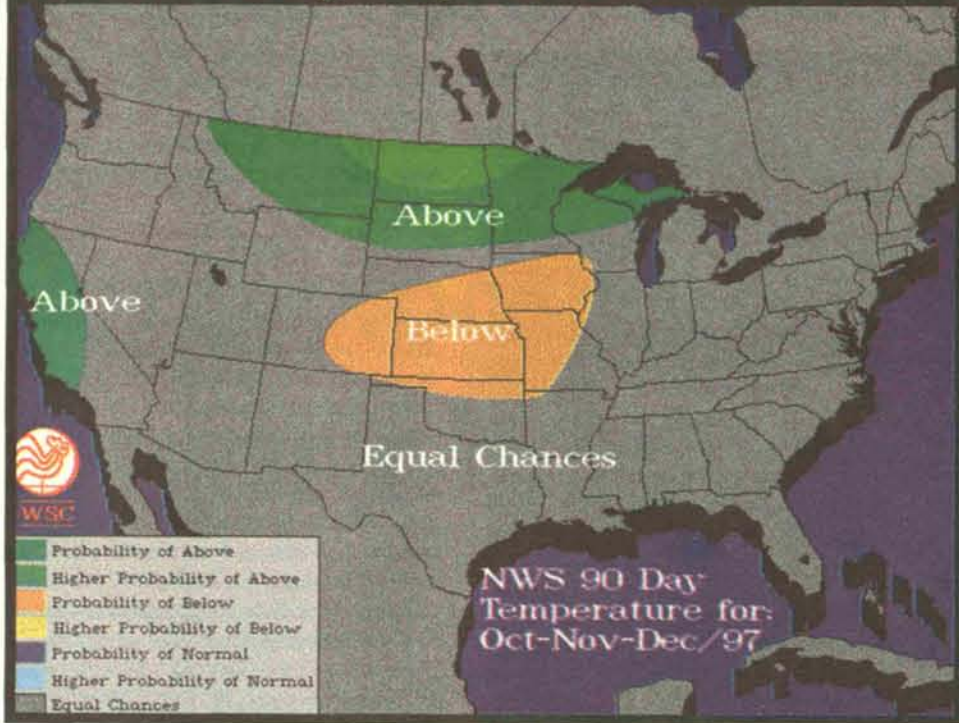 Above
Above
Below
Equal Chances
WSC
Probability of Above
Higher Probability of Above
Probability of Below
Higher Probability of Below
Probability of Normal
Higher Probability of Normal
Equal Chances
NWS 90 Day
Temperature for:
Oct-Nov-Dec/97